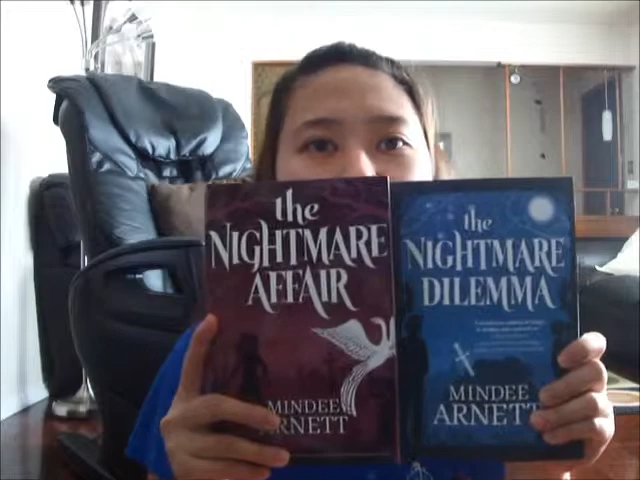 the
NIGHTMARE
AFFAIR
MINDEE
ARNETT
the
NIGHTMARE
DILEMMA
MINDEE
ARNETT